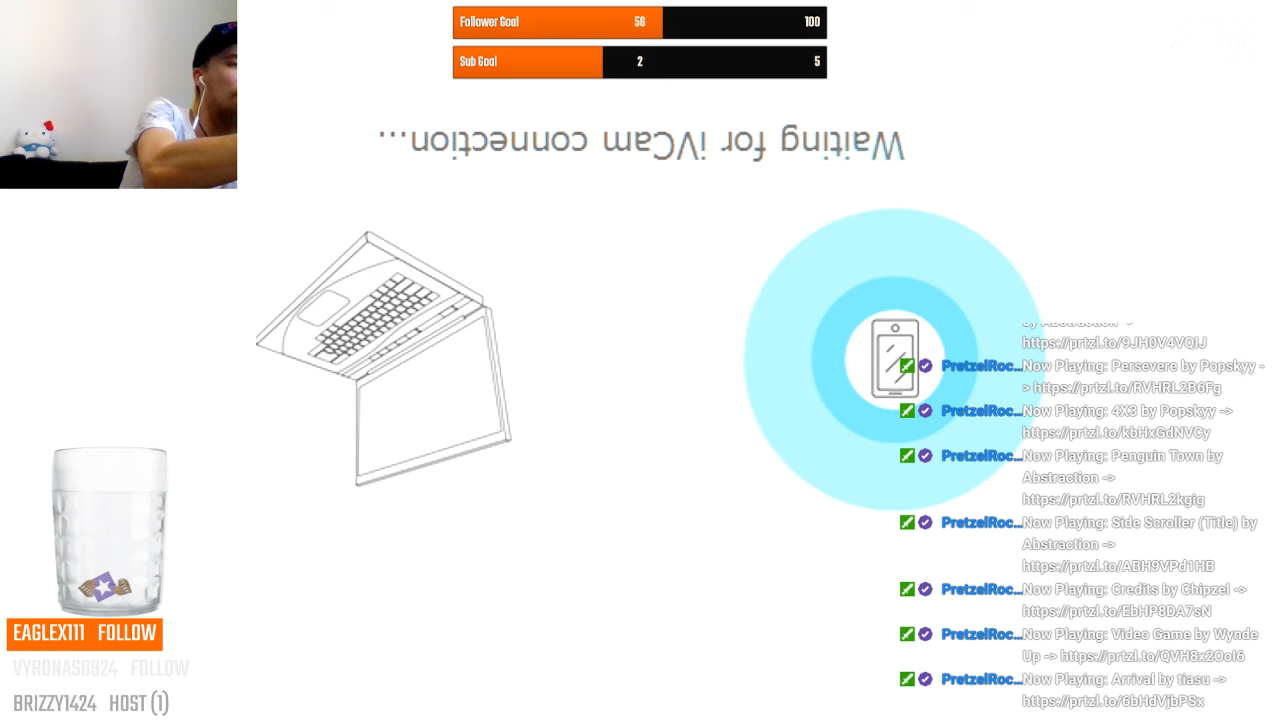 Follower Goal 56 100
Sub Goal 2 5
Waiting for iVCam connection...
https://prtzl.to/9JH0V4VQIJ
PretzelRoc... Now Playing: Persevere by Popskyy -
> https://prtzl.to/RVHRL2B6Fg
PretzelRoc... Now Playing: 4X3 by Popskyy ->
https://prtzl.to/kbHxGdNVCy
PretzelRoc... Now Playing: Penguin Town by
Abstraction ->
https://prtzl.to/RVHRL2kgig
PretzelRoc... Now Playing: Side Scroller (Title) by
Abstraction ->
https://prtzl.to/ABH9VPd1HB
PretzelRoc... Now Playing: Credits by Chipzel ->
https://prtzl.to/EbHP8DA7sN
PretzelRoc... Now Playing: Video Game by Wynde
Up -> https://prtzl.to/QVH8x2OoI6
PretzelRoc... Now Playing: Arrival by tiasu ->
https://prtzl.to/6bHdVjbPSx
EAGLEX111 FOLLOW
VYRONAS0924 FOLLOW
BRIZZY1424 HOST (1)